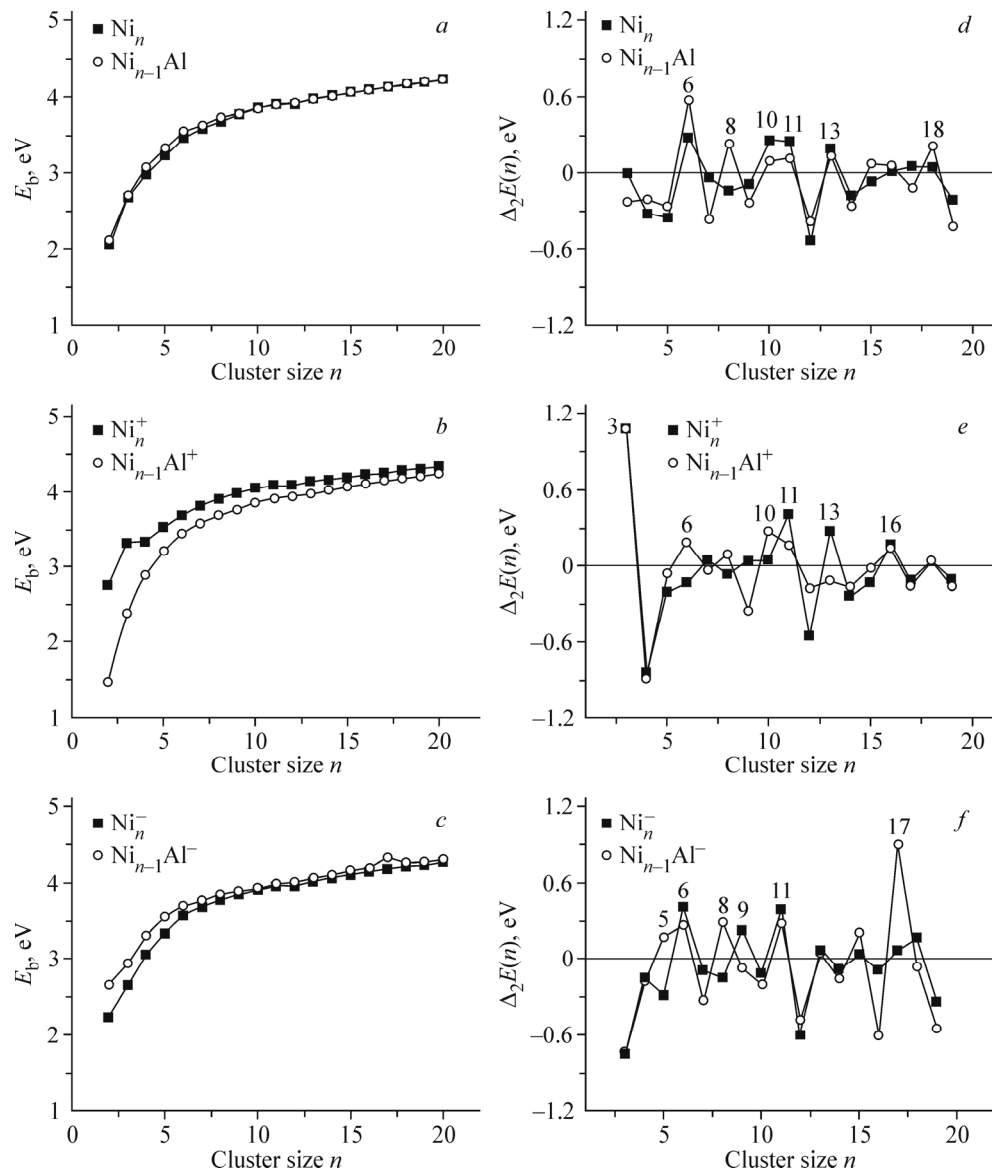 5
4
3
2
1
0
5
10
15
20
E_b, eV
Cluster size n
■ Ni_n
○ Ni_{n–1}Al
a
1.2
0.6
0
–0.6
–1.2
5
10
15
20
Δ_2E(n), eV
Cluster size n
■ Ni_n
○ Ni_{n–1}Al
d
6
8
10
11
13
18
5
4
3
2
1
0
5
10
15
20
E_b, eV
Cluster size n
■ Ni_n^+
○ Ni_{n–1}Al^+
b
1.2
0.6
0
–0.6
–1.2
5
10
15
20
Δ_2E(n), eV
Cluster size n
■ Ni_n^+
○ Ni_{n–1}Al^+
e
3
6
10
11
13
16
5
4
3
2
1
0
5
10
15
20
E_b, eV
Cluster size n
■ Ni_n^–
○ Ni_{n–1}Al^–
c
1.2
0.6
0
–0.6
–1.2
5
10
15
20
Δ_2E(n), eV
Cluster size n
■ Ni_n^–
○ Ni_{n–1}Al^–
f
5
6
8
9
11
17